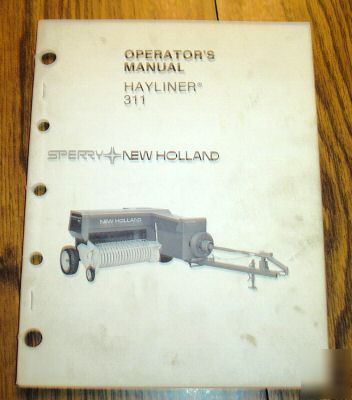 OPERATOR'S
MANUAL
HAYLINER®
311
SPERRY NEW HOLLAND
NEW HOLLAND